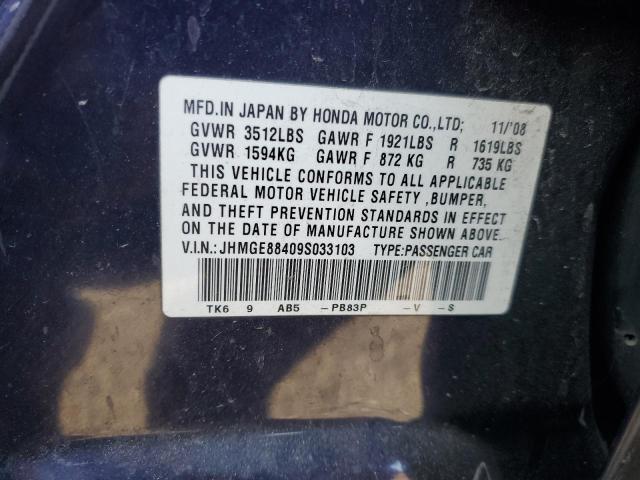 MFD.IN JAPAN BY HONDA MOTOR CO.,LTD; 11/'08
GVWR 3512LBS GAWR F 1921LBS R 1619LBS
GVWR 1594KG GAWR F 872 KG R 735 KG
THIS VEHICLE CONFORMS TO ALL APPLICABLE
FEDERAL MOTOR VEHICLE SAFETY ,BUMPER,
AND THEFT PREVENTION STANDARDS IN EFFECT
ON THE DATE OF MANUFACTURE SHOWN ABOVE.
V.I.N.:JHMGE88409S033103 TYPE:PASSENGER CAR
TK6 9 AB5 -PB83P -V -S